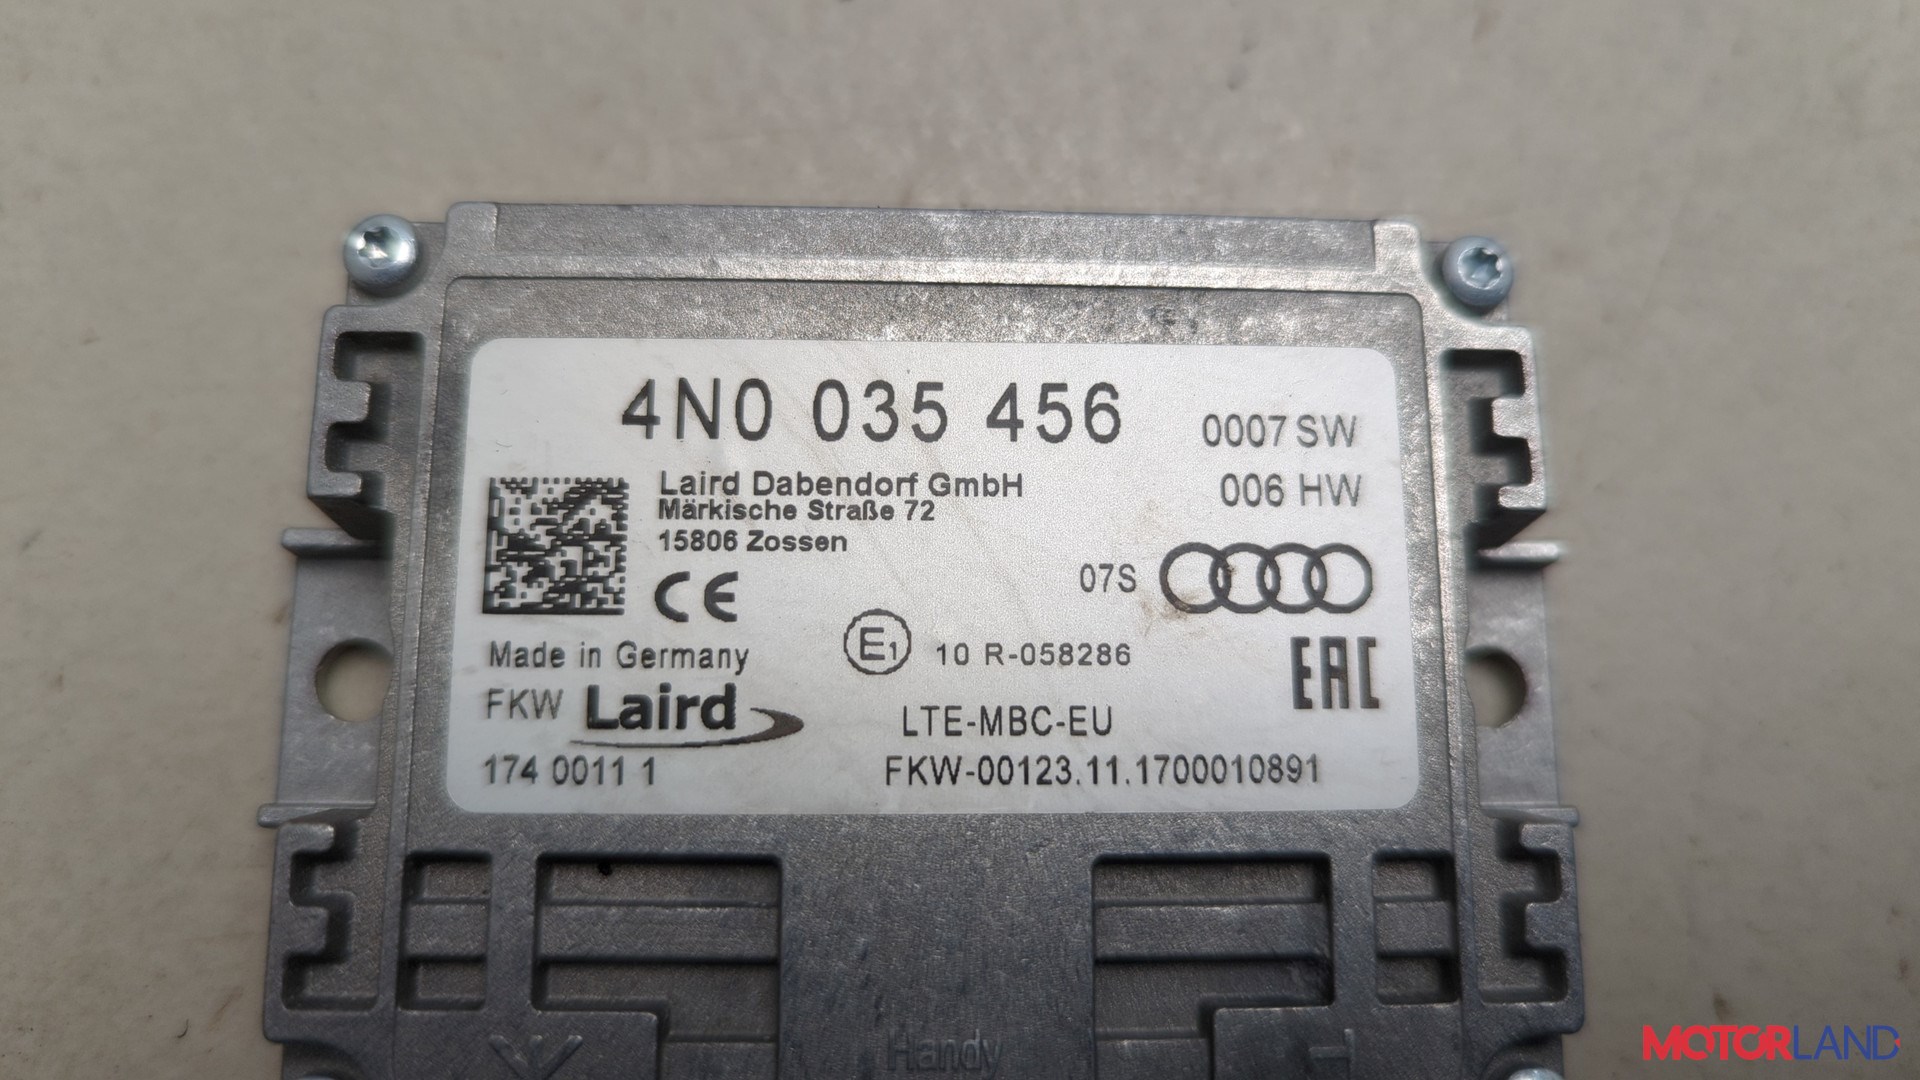 4N0 035 456
0007 SW
006 HW
Laird Dabendorf GmbH
Märkische Straße 72
15806 Zossen
CE
07S
Made in Germany
E1 10 R-058286
EAC
FKW Laird
LTE-MBC-EU
174 0011 1
FKW-00123.11.1700010891
Handy
1
MOTORLAND